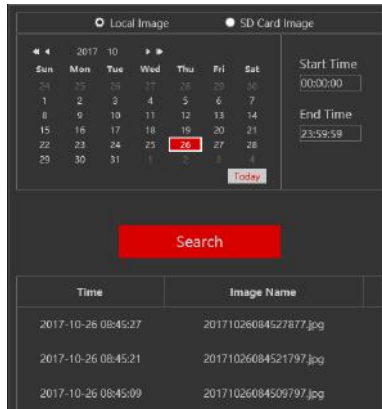 Local Image SD Card Image
2017 10
Sun Mon Tue Wed Thu Fri Sat
24 25 26 27 28 29 30
1 2 3 4 5 6 7
8 9 10 11 12 13 14
15 16 17 18 19 20 21
22 23 24 25 26 27 28
29 30 31 1 2 3 4
Today
Start Time
00:00:00
End Time
23:59:59
Search
Time Image Name
2017-10-26 08:45:27 20171026084527877.jpg
2017-10-26 08:45:21 20171026084521797.jpg
2017-10-26 08:45:09 20171026084509797.jpg